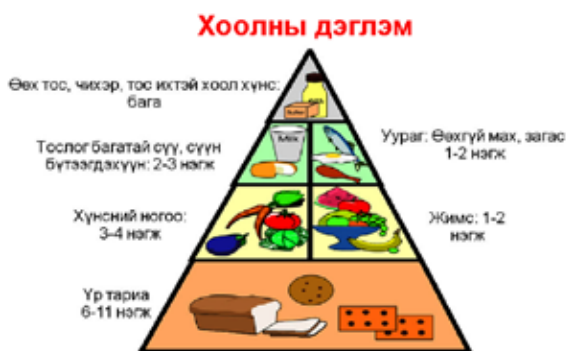 Хоолны дэглэм
Өөх тос, чихэр, тос ихтэй хоол хүнс:
бага
Тослог багатай сүү, сүүн
бүтээгдэхүүн: 2-3 нэгж
Уураг: Өөхгүй мах, загас
1-2 нэгж
Хүнсний ногоо:
3-4 нэгж
Жимс: 1-2
нэгж
Үр тариа
6-11 нэгж